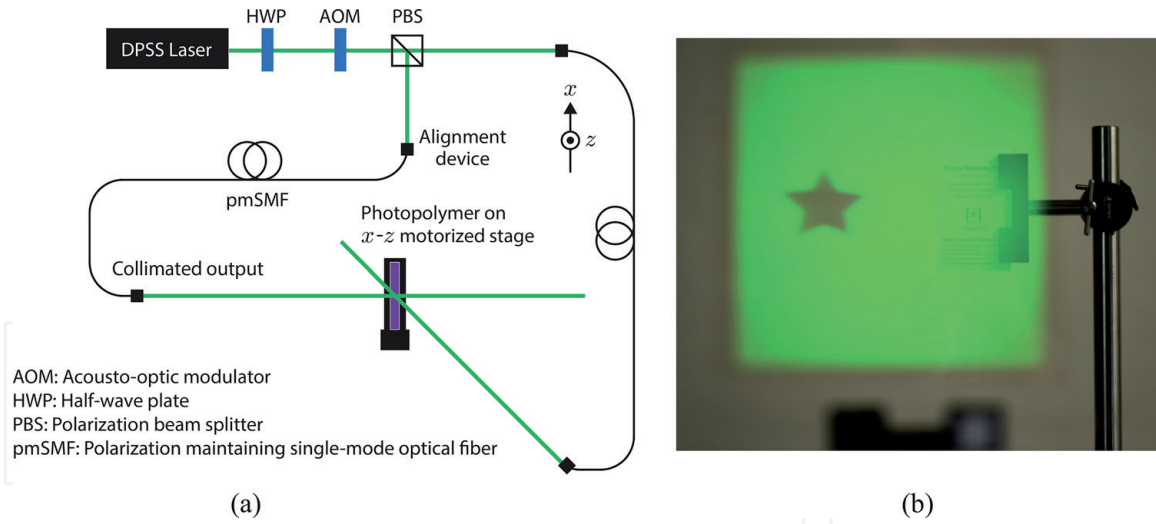 HWP AOM PBS
DPSS Laser
x
z
Alignment
device
pmSMF
Photopolymer on
x-z motorized stage
Collimated output
AOM: Acousto-optic modulator
HWP: Half-wave plate
PBS: Polarization beam splitter
pmSMF: Polarization maintaining single-mode optical fiber
(a) (b)